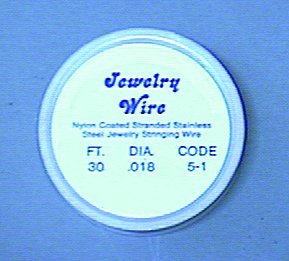 Jewelry
Wire
Nylon Coated Stranded Stainless
Steel Jewelry Stringing Wire
FT. DIA. CODE
30 .018 5-1